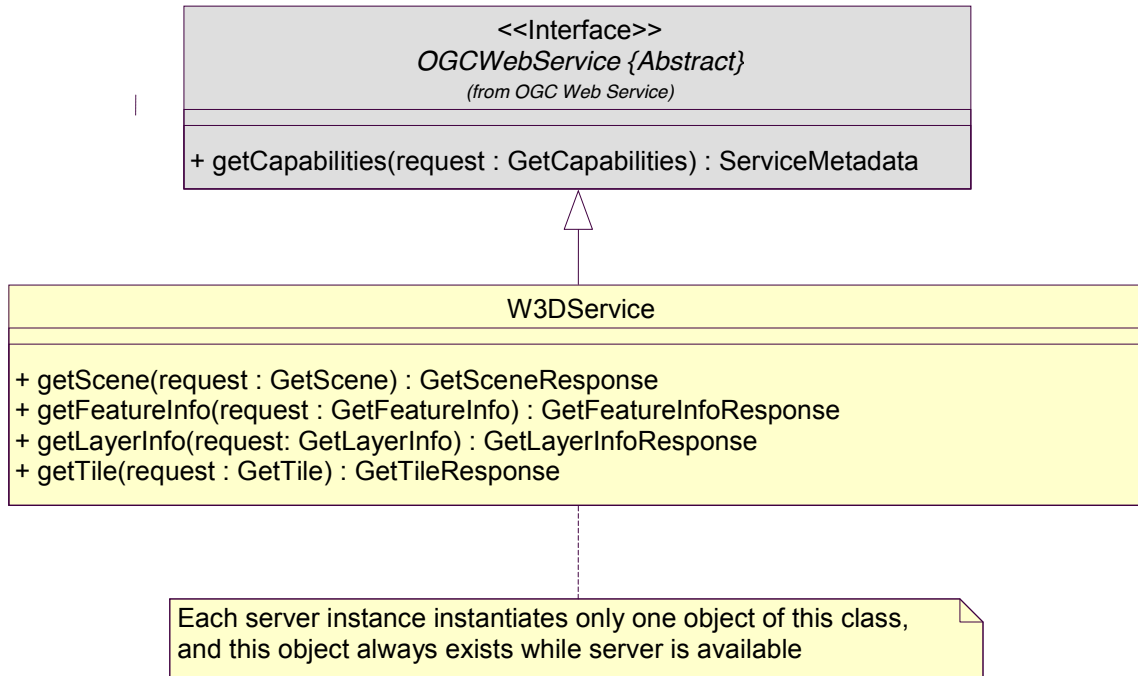 <<Interface>>
OGCWebService {Abstract}
(from OGC Web Service)
+ getCapabilities(request : GetCapabilities) : ServiceMetadata
W3DService
+ getScene(request : GetScene) : GetSceneResponse
+ getFeatureInfo(request : GetFeatureInfo) : GetFeatureInfoResponse
+ getLayerInfo(request: GetLayerInfo) : GetLayerInfoResponse
+ getTile(request : GetTile) : GetTileResponse
Each server instance instantiates only one object of this class,
and this object always exists while server is available